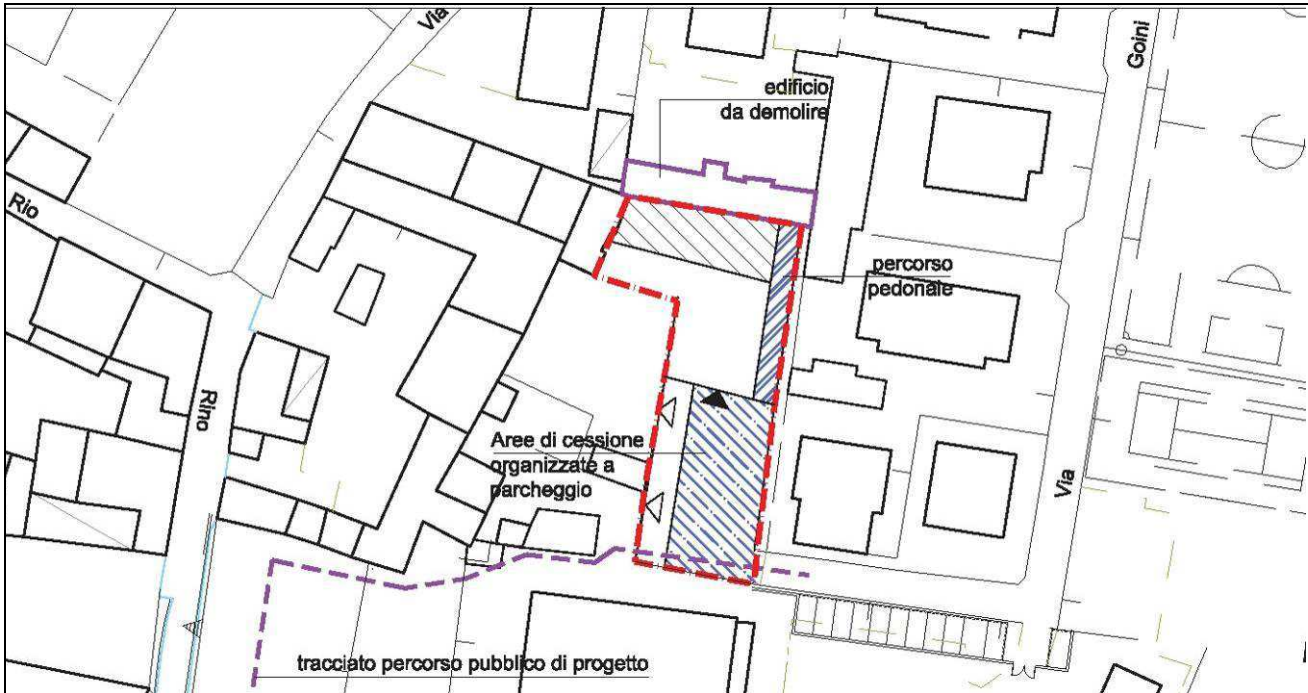 Via
Goini
edificio
da demolire
Rio
percorso
pedonale
Rino
Aree di cessione
organizzate a
parcheggio
Via
tracciato percorso pubblico di progetto